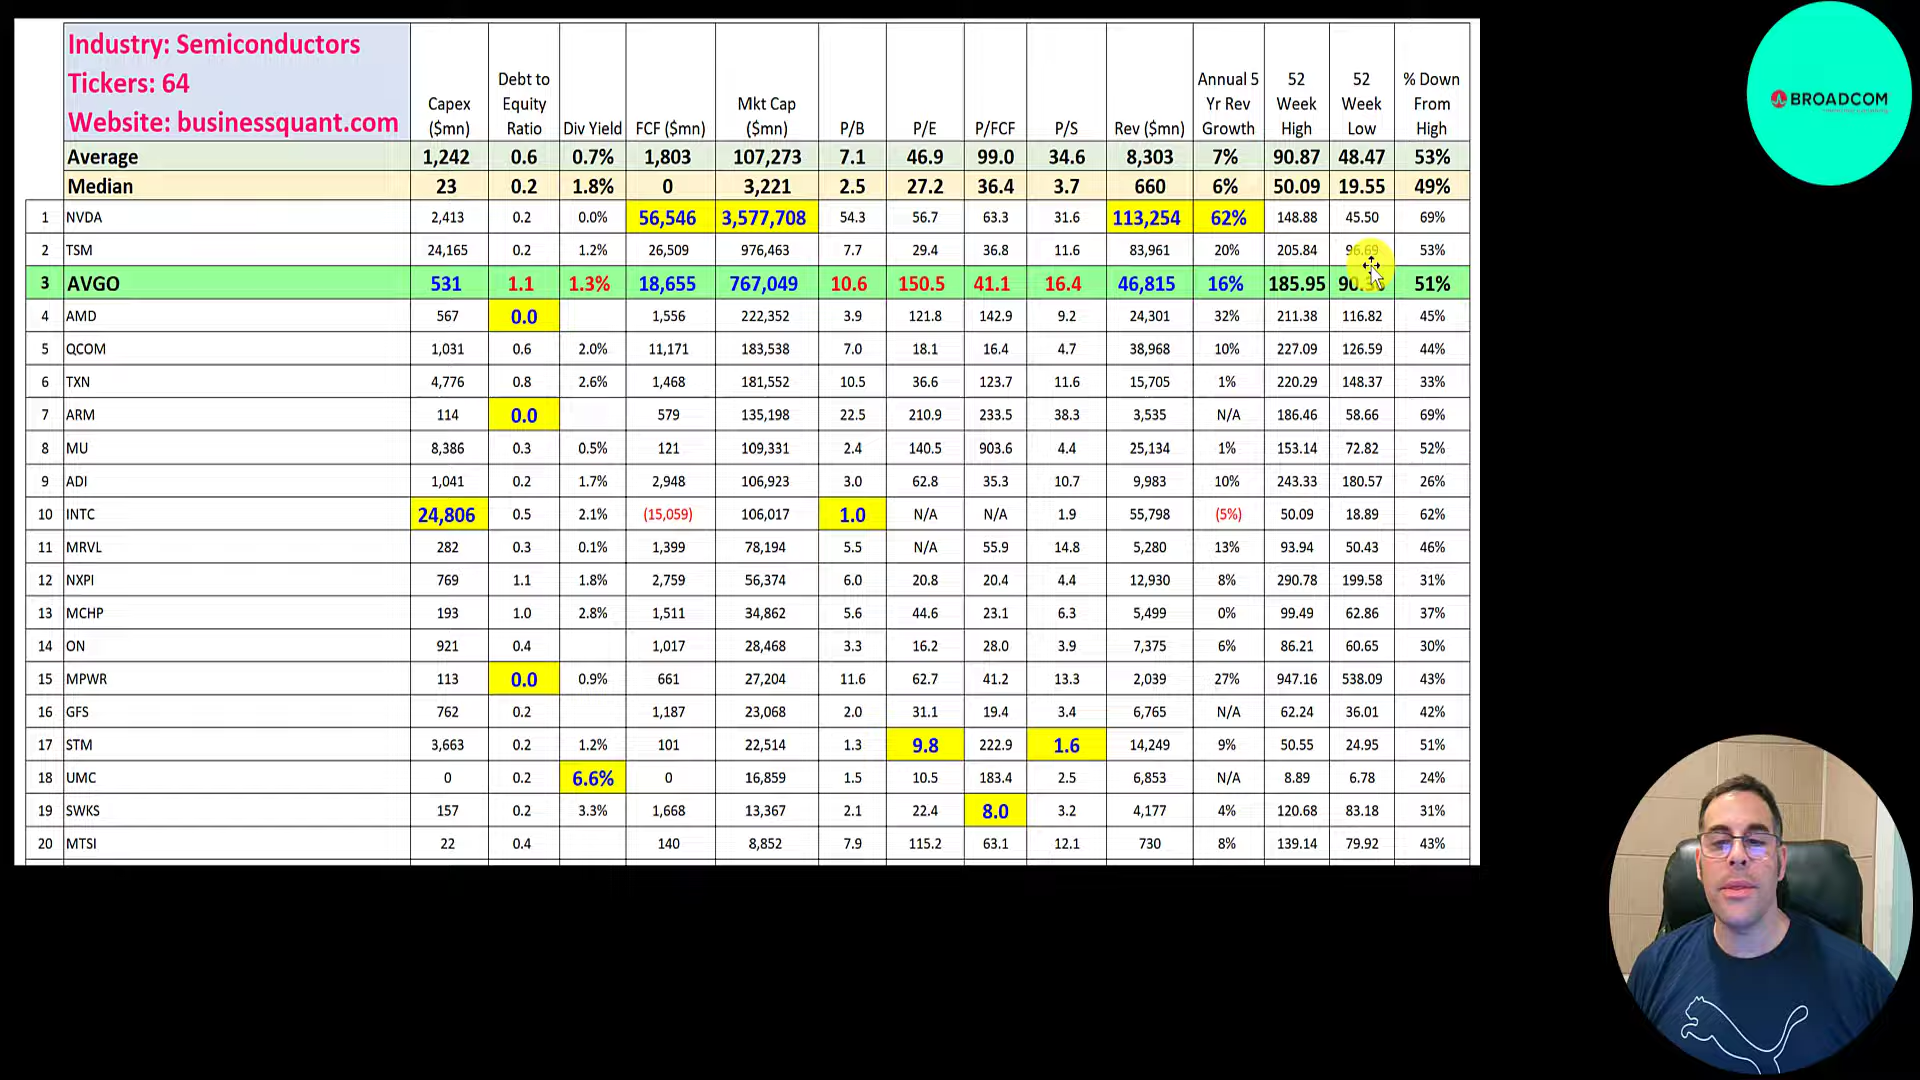 Industry: Semiconductors
Tickers: 64
Website: businessquant.com
Capex ($mn) Debt to Equity Ratio Div Yield FCF ($mn) Mkt Cap ($mn) P/B P/E P/FCF P/S Rev ($mn) Annual 5 Yr Rev Growth 52 Week High 52 Week Low % Down From High
Average 1,242 0.6 0.7% 1,803 107,273 7.1 46.9 99.0 34.6 8,303 7% 90.87 48.47 53%
Median 23 0.2 1.8% 0 3,221 2.5 27.2 36.4 3.7 660 6% 50.09 19.55 49%
1 NVDA 2,413 0.2 0.0% 56,546 3,577,708 54.3 56.7 63.3 31.6 113,254 62% 148.88 45.50 69%
2 TSM 24,165 0.2 1.2% 26,509 976,463 7.7 29.4 36.8 11.6 83,961 20% 205.84 96.69 53%
3 AVGO 531 1.1 1.3% 18,655 767,049 10.6 150.5 41.1 16.4 46,815 16% 185.95 51%
4 AMD 567 0.0 1,556 222,352 3.9 121.8 142.9 9.2 24,301 32% 211.38 116.82 45%
5 QCOM 1,031 0.6 2.0% 11,171 183,538 7.0 18.1 16.4 4.7 38,968 10% 227.09 126.59 44%
6 TXN 4,776 0.8 2.6% 1,468 181,552 10.5 36.6 123.7 11.6 15,705 1% 220.29 148.37 33%
7 ARM 114 0.0 579 135,198 22.5 210.9 233.5 38.3 3,535 N/A 186.46 58.66 69%
8 MU 8,386 0.3 0.5% 121 109,331 2.4 140.5 903.6 4.4 25,134 1% 153.14 72.82 52%
9 ADI 1,041 0.2 1.7% 2,948 106,923 3.0 62.8 35.3 10.7 9,983 10% 243.33 180.57 26%
10 INTC 24,806 0.5 2.1% (15,059) 106,017 1.0 N/A N/A 1.9 55,798 (5%) 50.09 18.89 62%
11 MRVL 282 0.3 0.1% 1,399 78,194 5.5 N/A 55.9 14.8 5,280 13% 93.94 50.43 46%
12 NXPI 769 1.1 1.8% 2,759 56,374 6.0 20.8 20.4 4.4 12,930 8% 290.78 199.58 31%
13 MCHP 193 1.0 2.8% 1,511 34,862 5.6 44.6 23.1 6.3 5,499 0% 99.49 62.86 37%
14 ON 921 0.4 1,017 28,468 3.3 16.2 28.0 3.9 7,375 6% 86.21 60.65 30%
15 MPWR 113 0.0 0.9% 661 27,204 11.6 62.7 41.2 13.3 2,039 27% 947.16 538.09 43%
16 GFS 762 0.2 1,187 23,068 2.0 31.1 19.4 3.4 6,765 N/A 62.24 36.01 42%
17 STM 3,663 0.2 1.2% 101 22,514 1.3 9.8 222.9 1.6 14,249 9% 50.55 24.95 51%
18 UMC 0 0.2 6.6% 0 16,859 1.5 10.5 183.4 2.5 6,853 N/A 8.89 6.78 24%
19 SWKS 157 0.2 3.3% 1,668 13,367 2.1 22.4 8.0 3.2 4,177 4% 120.68 83.18 31%
20 MTSI 22 0.4 140 8,852 7.9 115.2 63.1 12.1 730 8% 139.14 79.92 43%
BROADCOM